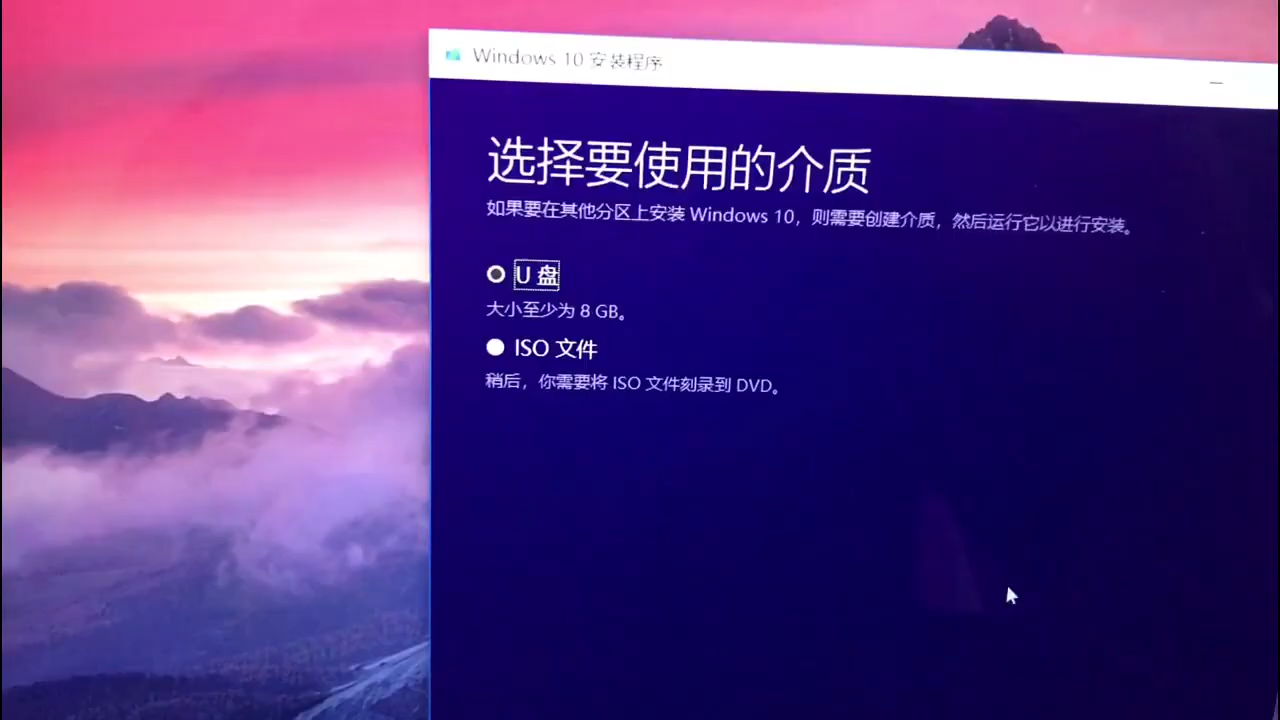 Windows 10 安装程序
选择要使用的介质
如果要在其他分区上安装 Windows 10，则需要创建介质，然后运行它以进行安装。
U 盘
大小至少为 8 GB。
ISO 文件
稍后，你需要将 ISO 文件刻录到 DVD。